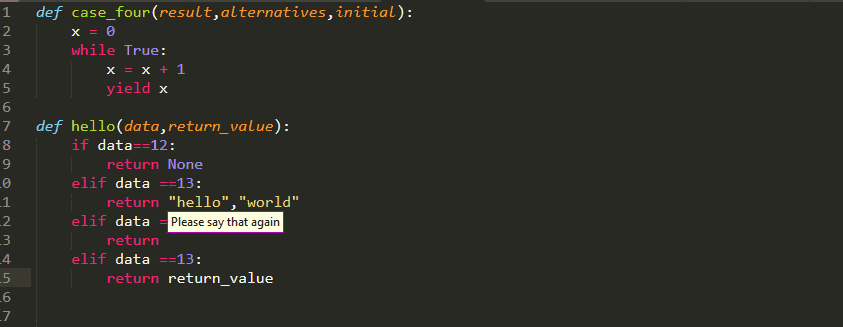 1 def case_four(result,alternatives,initial):
2 x = 0
3 while True:
4 x = x + 1
5 yield x
6
7 def hello(data,return_value):
8 if data==12:
9 return None
0 elif data ==13:
1 return "hello","world"
2 elif data = Please say that again
3 return
4 elif data ==13:
5 return return_value
6
7